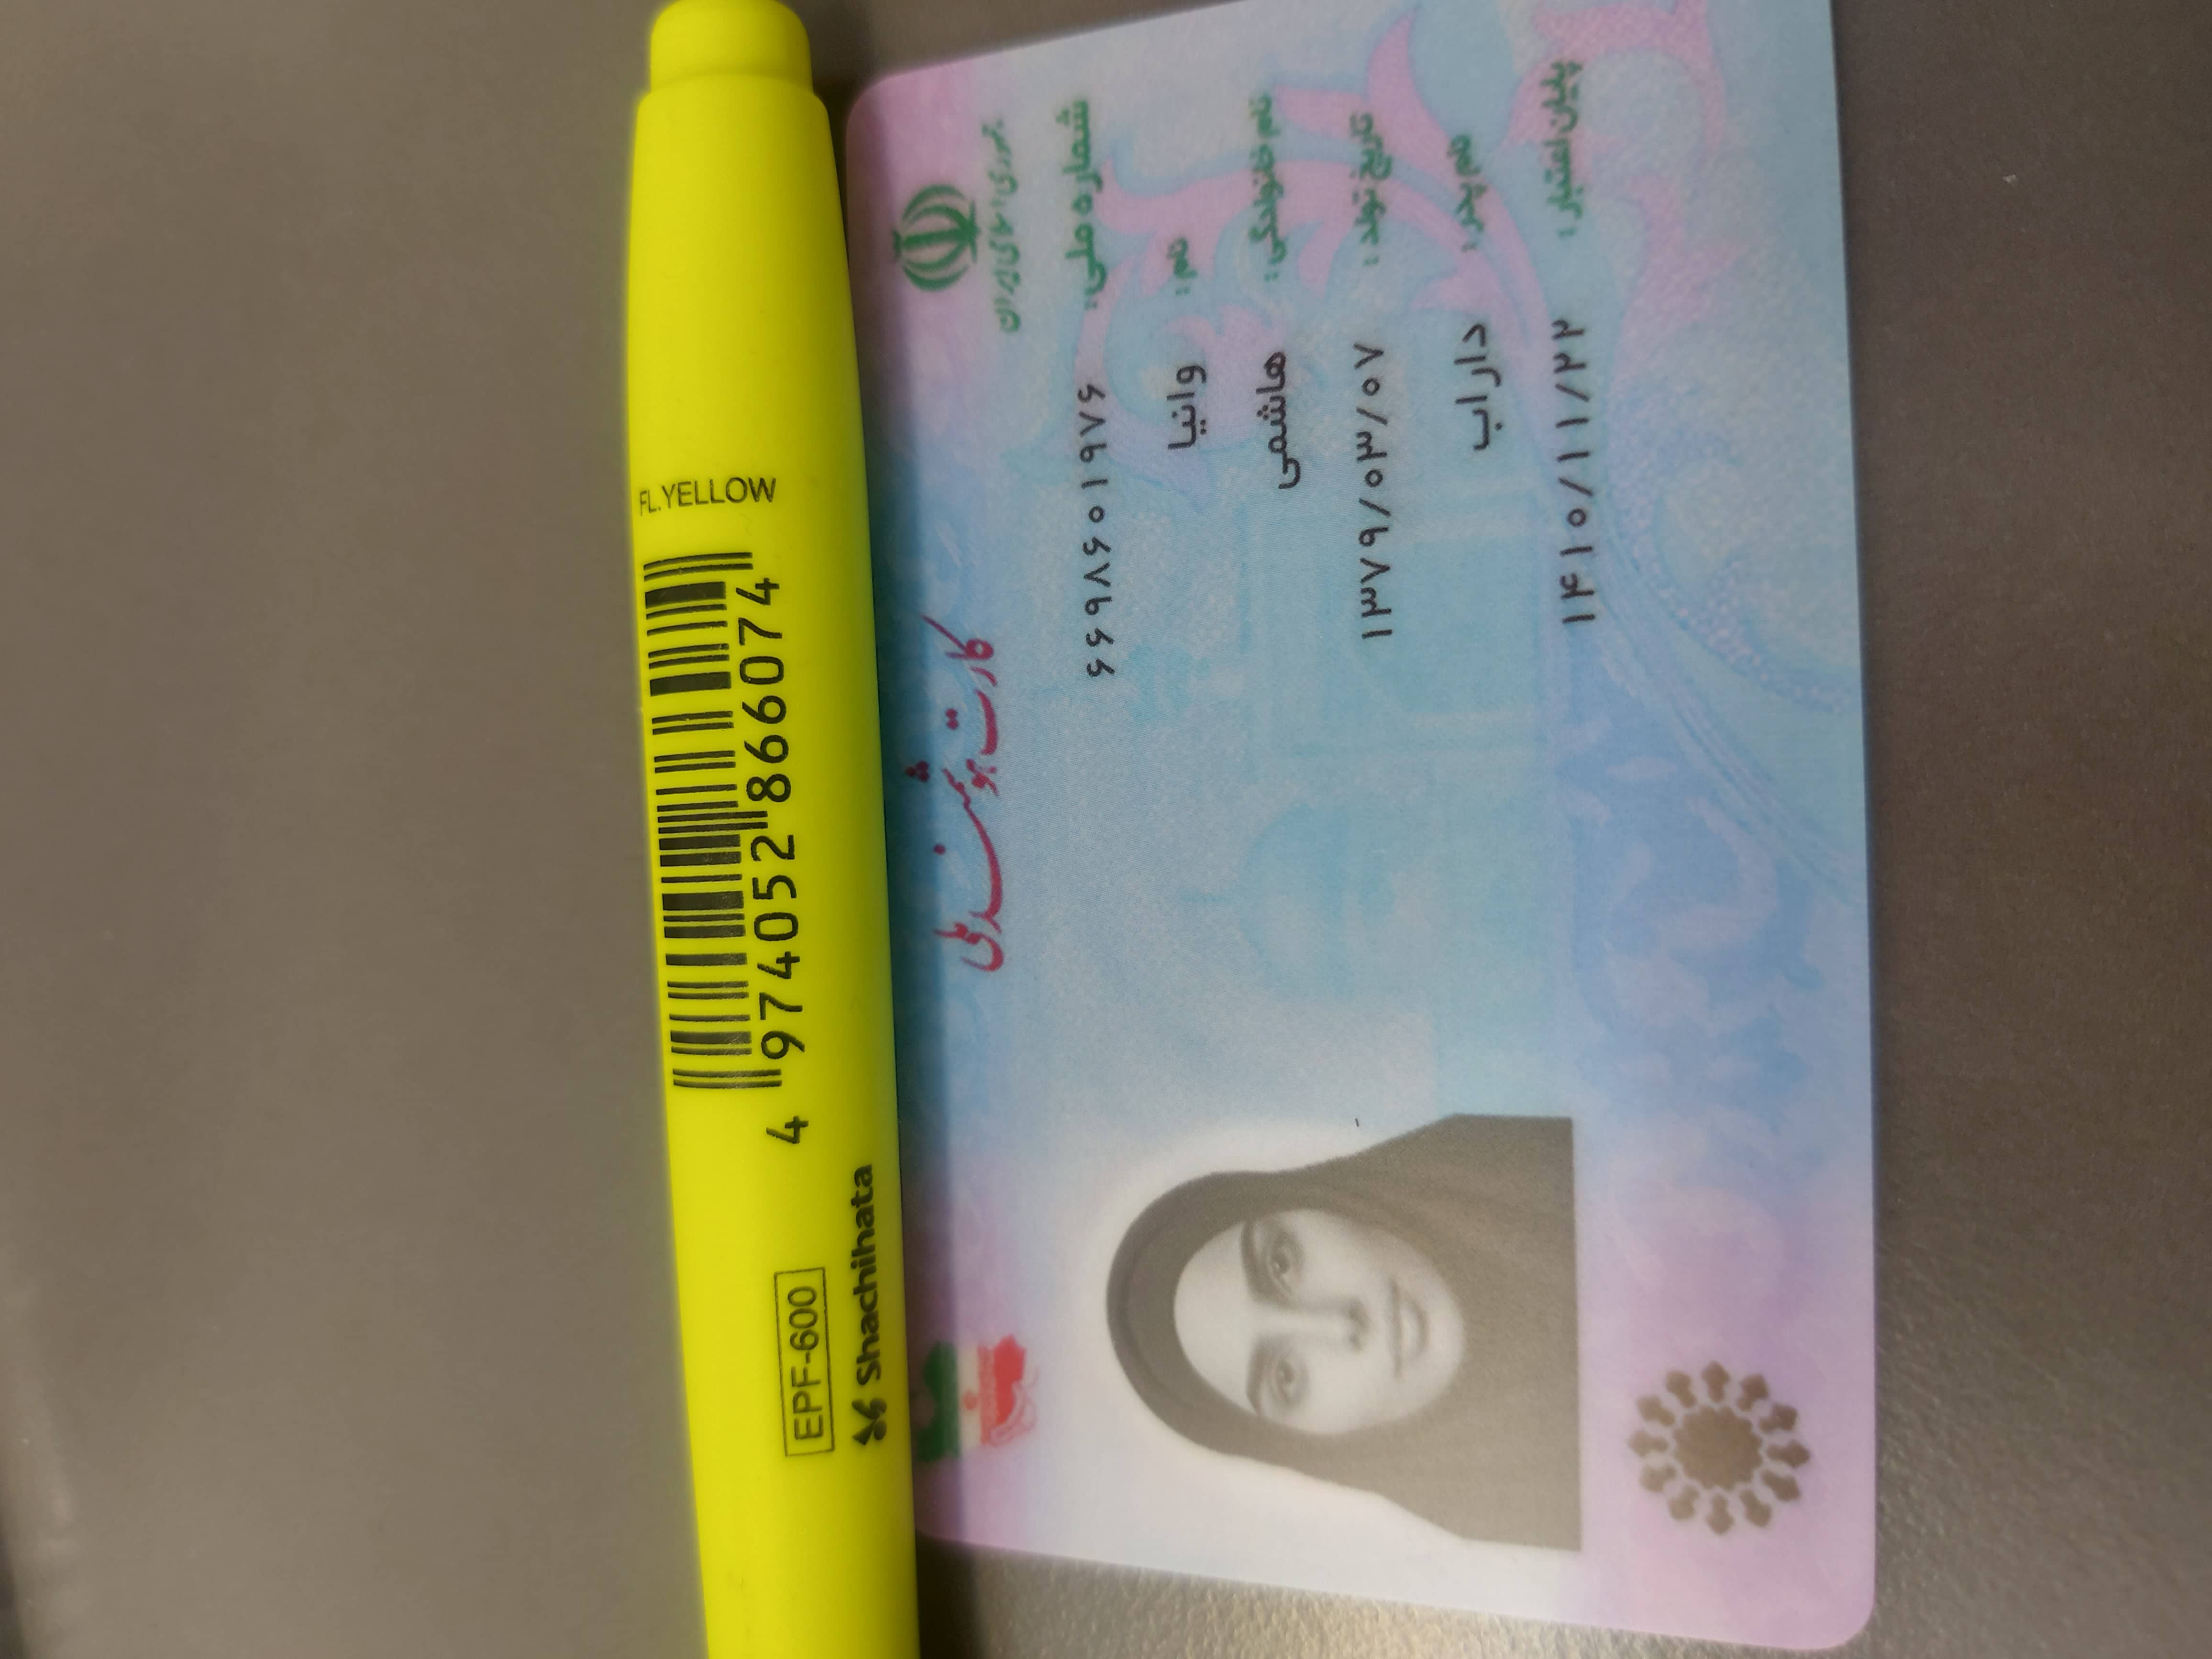 FL.YELLOW
4 974052 866074
EPF-600
Shachihata
جمهوری اسلامی ایران
کارت هوشمند ملی
شماره ملی: ۶۶۹۸۶۰۱۹۷۶
نام: وانیا
نام خانوادگی: هاشمی
تاریخ تولد: ۱۳۷۹/۰۳/۰۷
نام پدر: داراب
پایان اعتبار: ۱۴۱۰/۱۱/۲۲